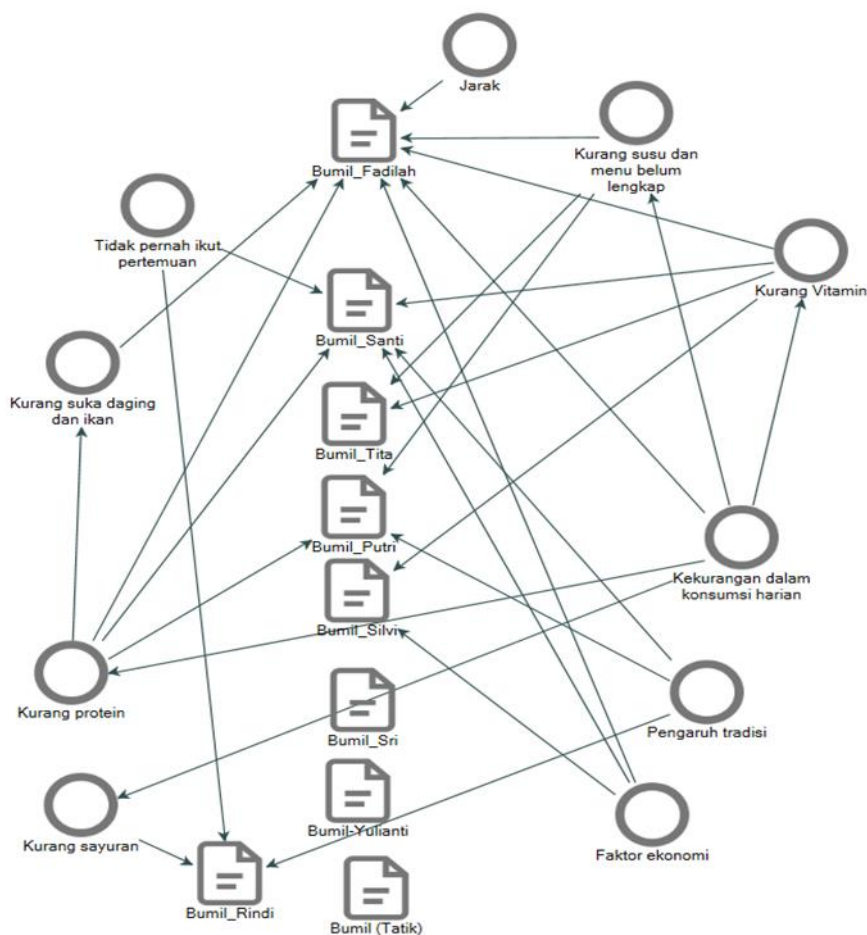 Jarak
Bumil_Fadilah
Kurang susu dan
menu belum
lengkap
Tidak pernah ikut
pertemuan
Kurang Vitamin
Bumil_Santi
Kurang suka daging
dan ikan
Bumil_Tita
Bumil_Putri
Kekurangan dalam
konsumsi harian
Bumil_Silvi
Kurang protein
Bumil_Sri
Pengaruh tradisi
Bumil-Yulianti
Kurang sayuran
Faktor ekonomi
Bumil_Rindi
Bumil (Tatik)